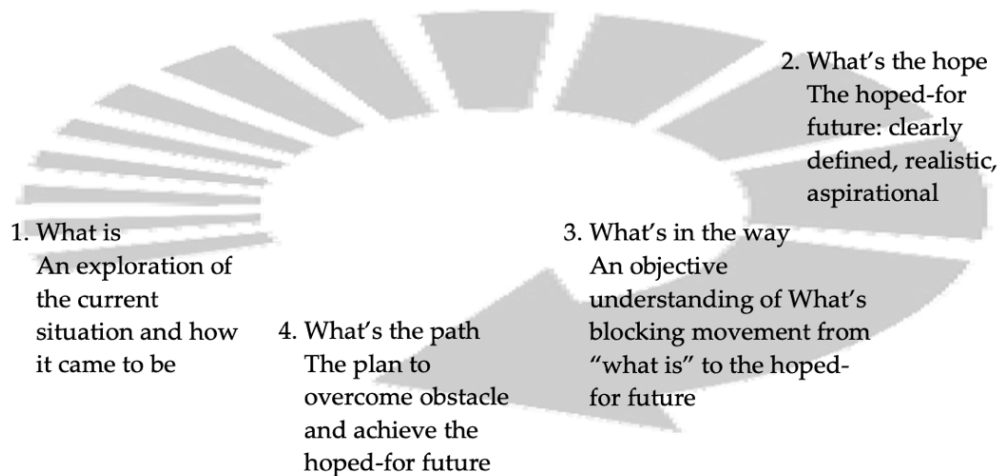 1. What is
An exploration of
the current
situation and how
it came to be
2. What’s the hope
The hoped-for
future: clearly
defined, realistic,
aspirational
3. What’s in the way
An objective
understanding of What’s
blocking movement from
“what is” to the hoped-
for future
4. What’s the path
The plan to
overcome obstacle
and achieve the
hoped-for future